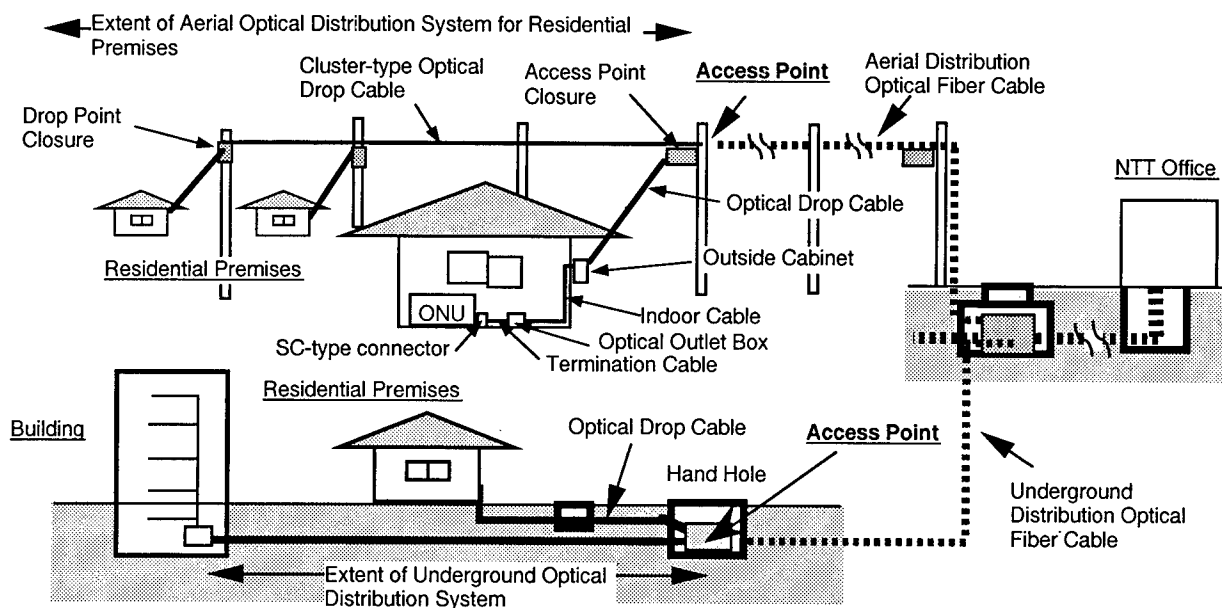 Extent of Aerial Optical Distribution System for Residential
Premises
Cluster-type Optical
Drop Cable
Access Point
Closure
Access Point
Aerial Distribution
Optical Fiber Cable
Drop Point
Closure
NTT Office
Optical Drop Cable
Residential Premises
Outside Cabinet
ONU
Indoor Cable
SC-type connector
Optical Outlet Box
Termination Cable
Residential Premises
Building
Optical Drop Cable
Access Point
Hand Hole
Underground
Distribution Optical
Fiber Cable
Extent of Underground Optical
Distribution System